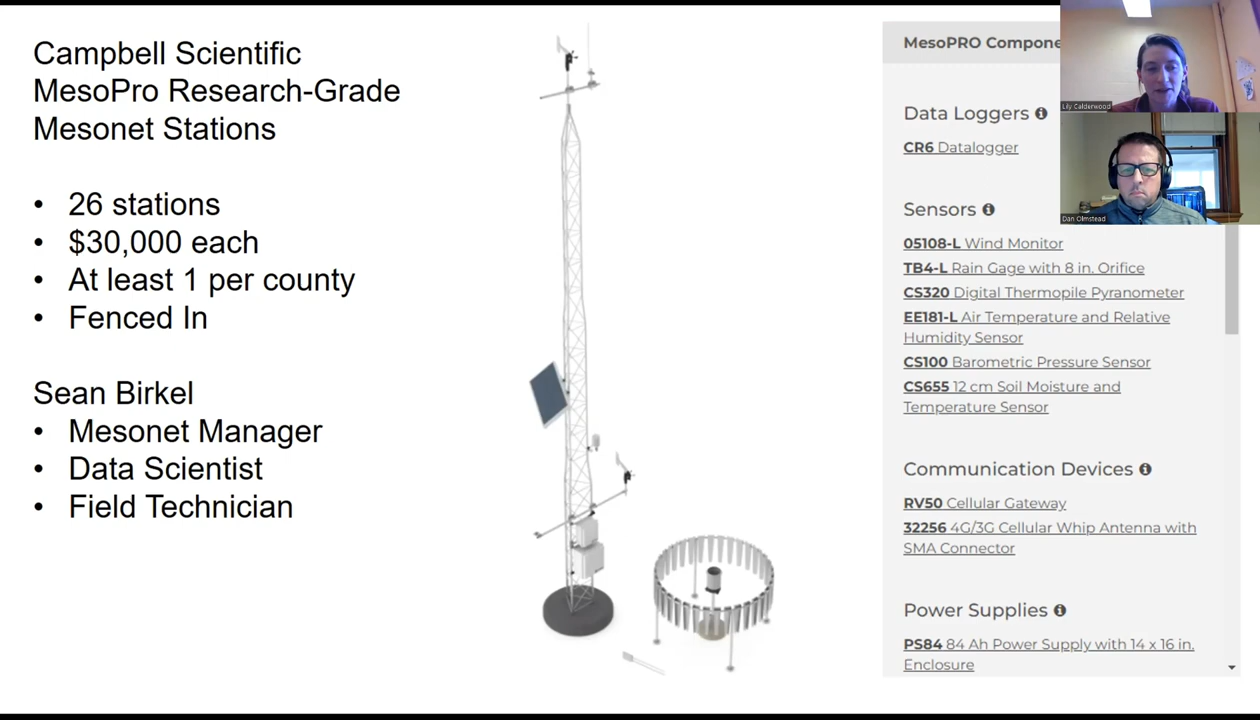 Campbell Scientific
MesoPro Research-Grade
Mesonet Stations
• 26 stations
• $30,000 each
• At least 1 per county
• Fenced In
Sean Birkel
• Mesonet Manager
• Data Scientist
• Field Technician
MesoPRO Compone
Data Loggers
CR6 Datalogger
Sensors
05108-L Wind Monitor
TB4-L Rain Gage with 8 in. Orifice
CS320 Digital Thermopile Pyranometer
EE181-L Air Temperature and Relative
Humidity Sensor
CS100 Barometric Pressure Sensor
CS655 12 cm Soil Moisture and
Temperature Sensor
Communication Devices
RV50 Cellular Gateway
32256 4G/3G Cellular Whip Antenna with
SMA Connector
Power Supplies
PS84 84 Ah Power Supply with 14 x 16 in.
Enclosure
Lily Calderwood
Dan Olmstead